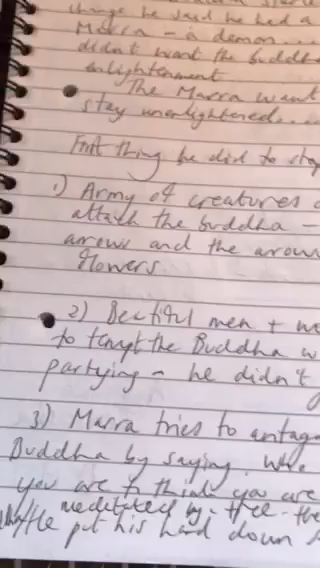 change he said he had a
Marra - a demon...
didn't want the buddh
enlightenment
The Marra want
stay unenlightened....
First thing he did to stop
1) Army of creatures
attack the buddha -
arrows and the arrow
flowers.
2) Beautiful men + w
to tempt the Buddha w
partying - he didn't
3) Marra tries to antag
Buddha by saying, Who
you are to think you are
meditated by tree - the
He put his hand down